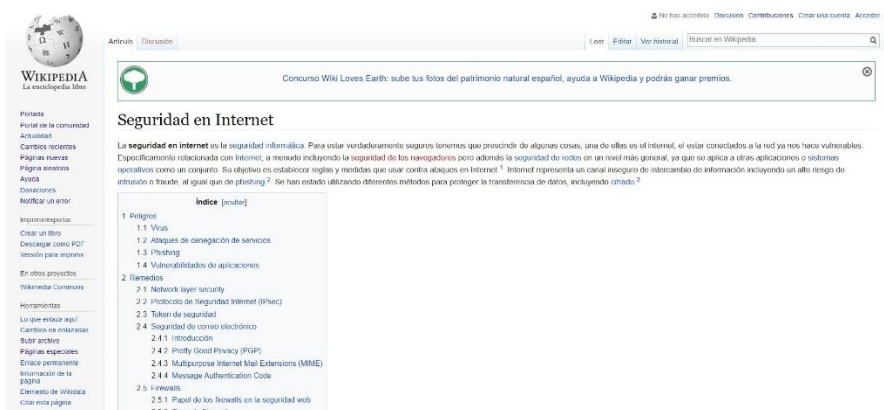 No ha accedido Discusión Contribuciones Crear una cuenta Acceder
Artículo Discusión Leer Editar Ver historial Buscar en Wikipedia
WIKIPEDIA
La enciclopedia libre
Concurso Wiki Loves Earth: sube tus fotos del patrimonio natural español, ayuda a Wikipedia y podrás ganar premios.
Portada
Portal de la comunidad
Actualidad
Cambios recientes
Páginas nuevas
Página aleatoria
Ayuda
Donaciones
Notificar un error
Imprimir/exportar
Crear un libro
Descargar como PDF
Versión para imprimir
En otros proyectos
Wikimedia Commons
Herramientas
Lo que enlaza aquí
Cambios en enlazadas
Subir archivo
Páginas especiales
Enlace permanente
Información de la
página
Elemento de Wikidata
Citar esta página
Seguridad en Internet
La seguridad en internet es la seguridad informática. Para estar verdaderamente seguros tenemos que prescindir de algunas cosas, una de ellas es el internet, el estar conectados a la red ya nos hace vulnerables.
Específicamente relacionada con Internet, a menudo incluyendo la seguridad de los navegadores pero además la seguridad de redes en un nivel más general, ya que se aplica a otras aplicaciones o sistemas
operativos como un conjunto. Su objetivo es establecer reglas y medidas que usar contra ataques en Internet.1 Internet representa un canal inseguro de intercambio de información incluyendo un alto riesgo de
intrusión o fraude, al igual que de phishing.2 Se han estado utilizando diferentes métodos para proteger la transferencia de datos, incluyendo cifrado.3
Índice [ocultar]
1 Peligros
1.1 Virus
1.2 Ataques de denegación de servicios
1.3 Phishing
1.4 Vulnerabilidades de aplicaciones
2 Remedios
2.1 Network layer security
2.2 Protocolo de Seguridad Internet (IPsec)
2.3 Token de seguridad
2.4 Seguridad de correo electrónico
2.4.1 Introducción
2.4.2 Pretty Good Privacy (PGP)
2.4.3 Multipurpose Internet Mail Extensions (MIME)
2.4.4 Message Authentication Code
2.5 Firewalls
2.5.1 Papel de los firewalls en la seguridad web